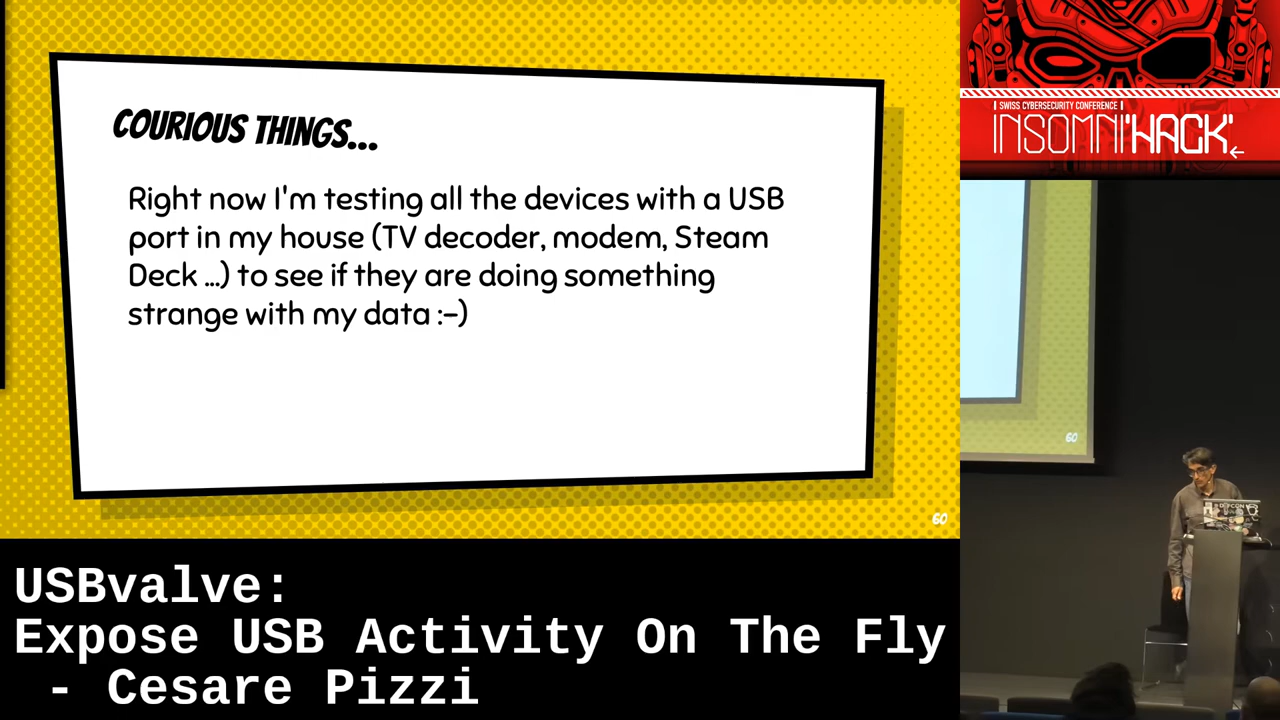 COURIOUS THINGS...
Right now I'm testing all the devices with a USB
port in my house (TV decoder, modem, Steam
Deck ...) to see if they are doing something
strange with my data :-)
60
USBvalve:
Expose USB Activity On The Fly
- Cesare Pizzi
SWISS CYBERSECURITY CONFERENCE
INSOMNI'HACK'
60
DEFCON